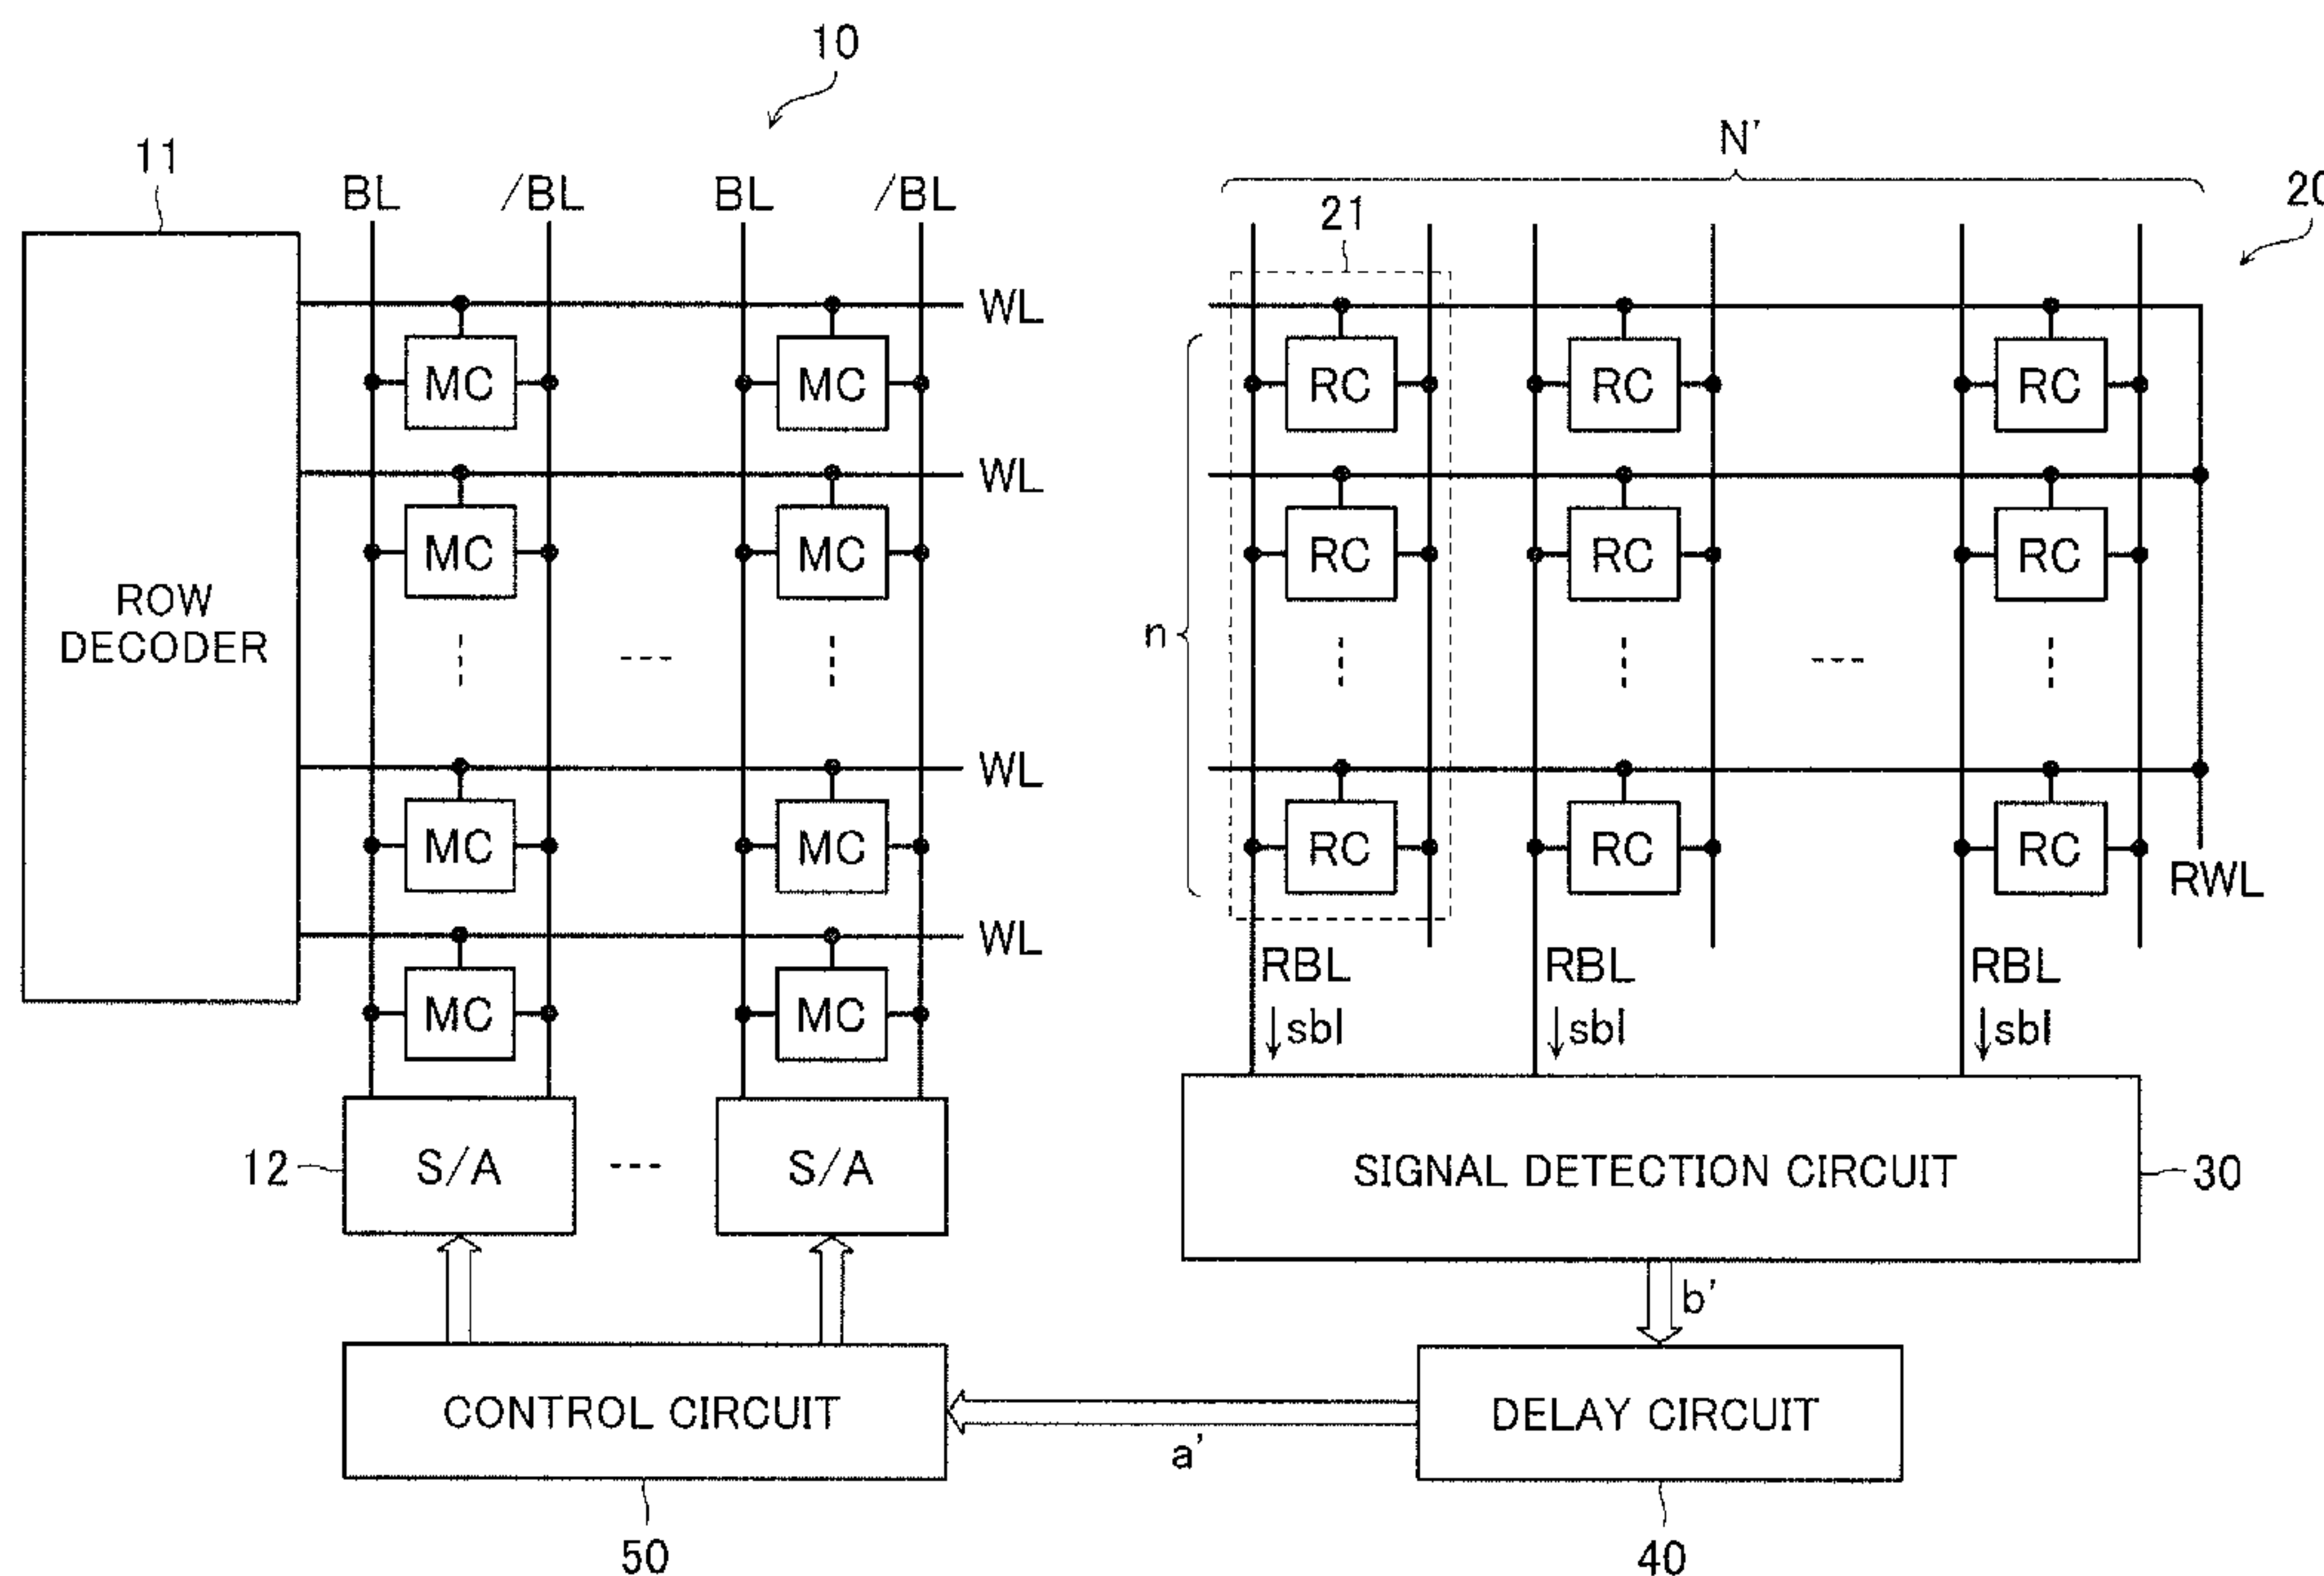 10
N'
11
20
BL /BL BL /BL
21
WL
MC MC RC RC RC
WL
MC MC RC RC RC
ROW
DECODER
n
WL
MC MC RC RC RC
RWL
WL
RBL RBL RBL
MC MC
sbl sbl sbl
12 S/A S/A
SIGNAL DETECTION CIRCUIT 30
b'
CONTROL CIRCUIT
DELAY CIRCUIT
a'
50
40